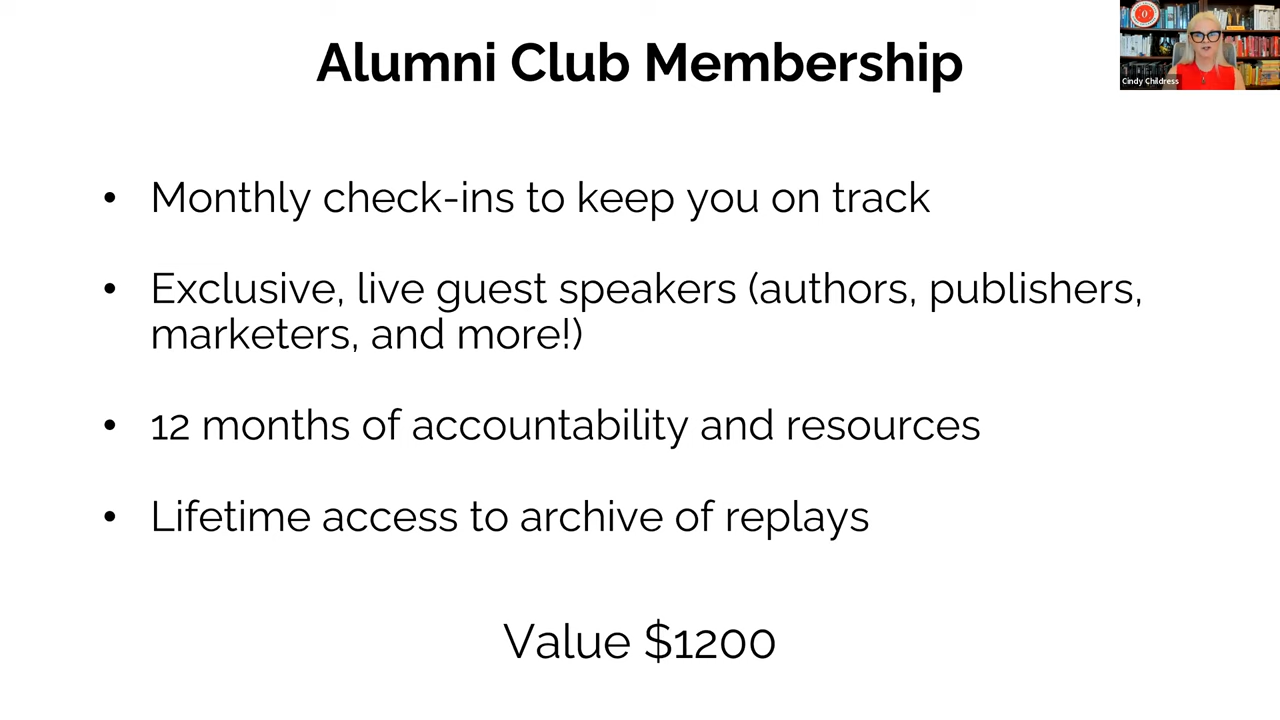 Alumni Club Membership
Cindy Childress
• Monthly check-ins to keep you on track
• Exclusive, live guest speakers (authors, publishers,
marketers, and more!)
• 12 months of accountability and resources
• Lifetime access to archive of replays
Value $1200